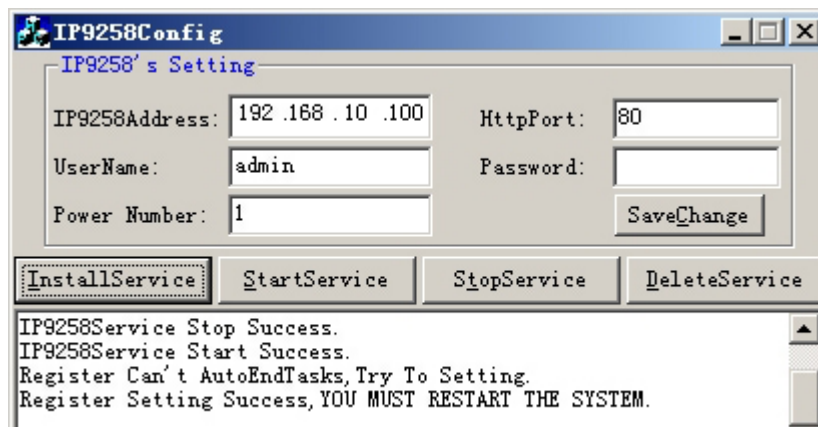 IP9258Config
IP9258's Setting
IP9258Address: 192 .168 . 10 .100 HttpPort: 80
UserName: admin Password:
Power Number: 1 SaveChange
InstallService StartService StopService DeleteService
IP9258Service Stop Success.
IP9258Service Start Success.
Register Can't AutoEndTasks,Try To Setting.
Register Setting Success,YOU MUST RESTART THE SYSTEM.